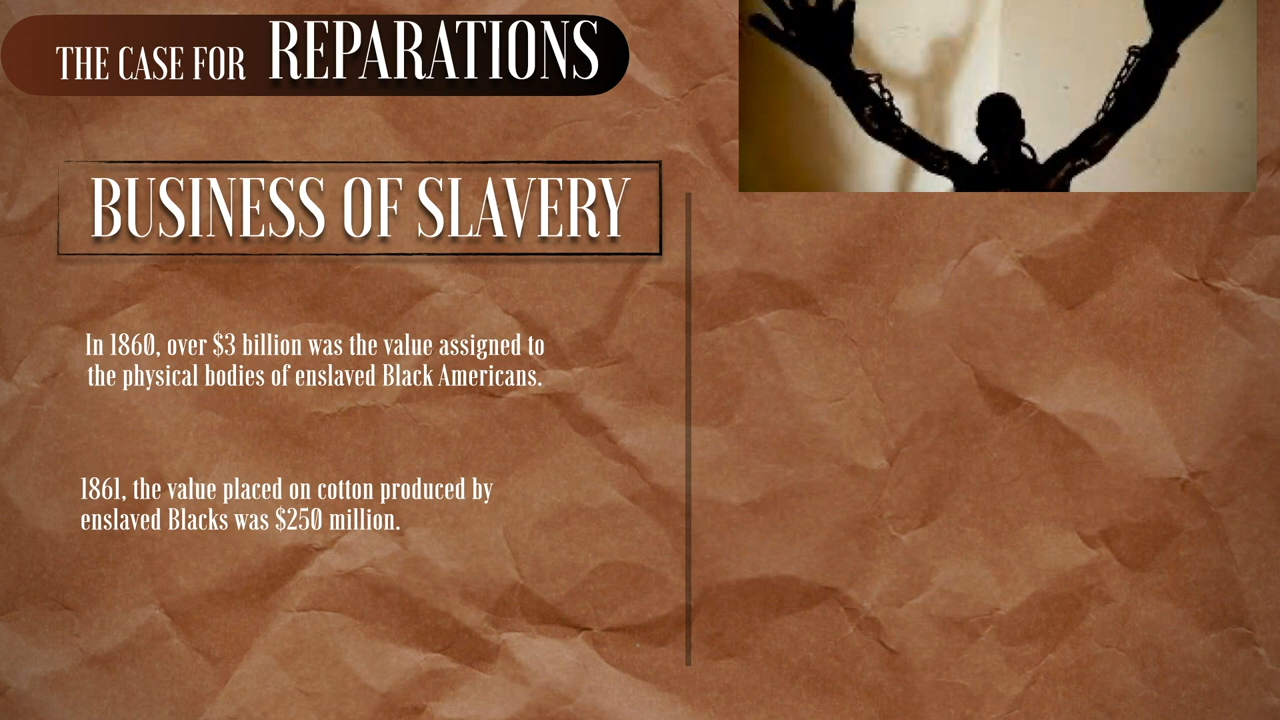 THE CASE FOR REPARATIONS
BUSINESS OF SLAVERY
In 1860, over $3 billion was the value assigned to
the physical bodies of enslaved Black Americans.
1861, the value placed on cotton produced by
enslaved Blacks was $250 million.